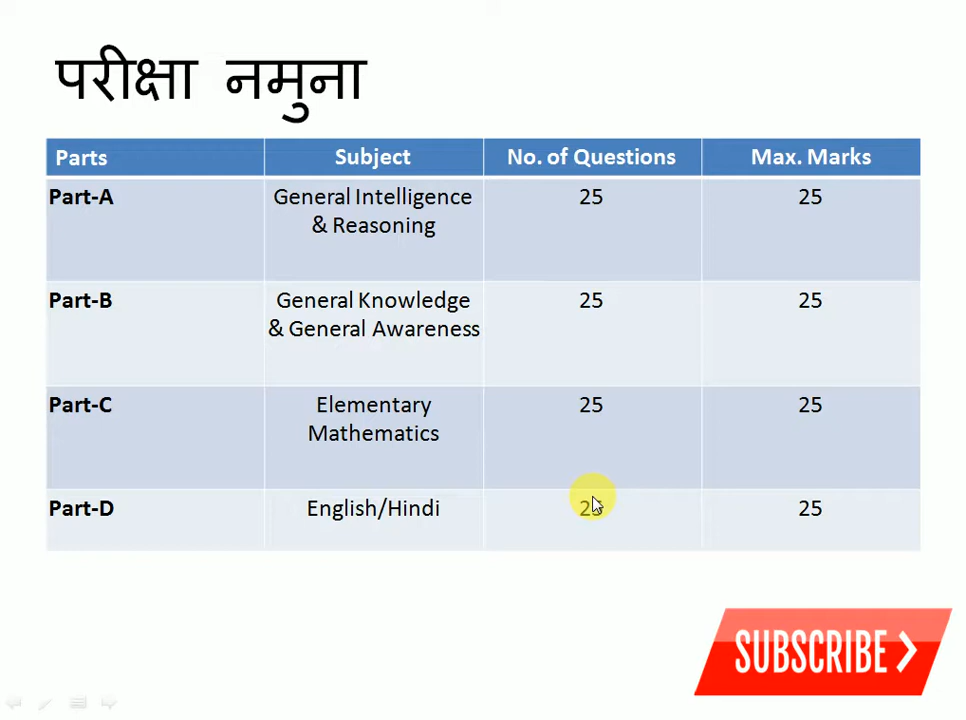 परीक्षा नमुना
Parts Subject No. of Questions Max. Marks
Part-A General Intelligence 25 25
& Reasoning
Part-B General Knowledge 25 25
& General Awareness
Part-C Elementary 25 25
Mathematics
Part-D English/Hindi 25 25
SUBSCRIBE